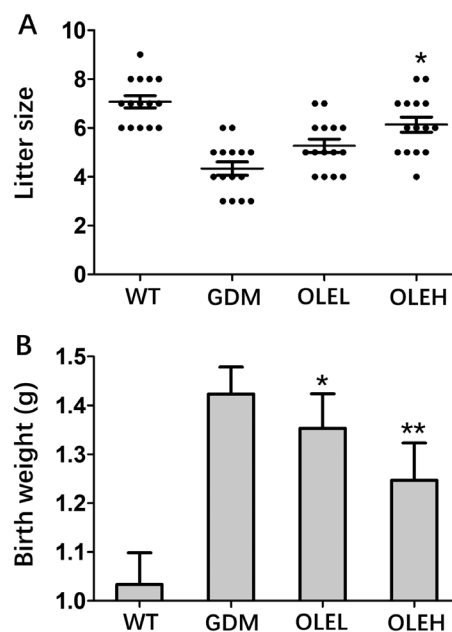 A
Litter size
10
8
6
4
2
0
*
WT GDM OLEL OLEH
B
Birth weight (g)
1.5
1.4
1.3
1.2
1.1
1.0
* **
WT GDM OLEL OLEH